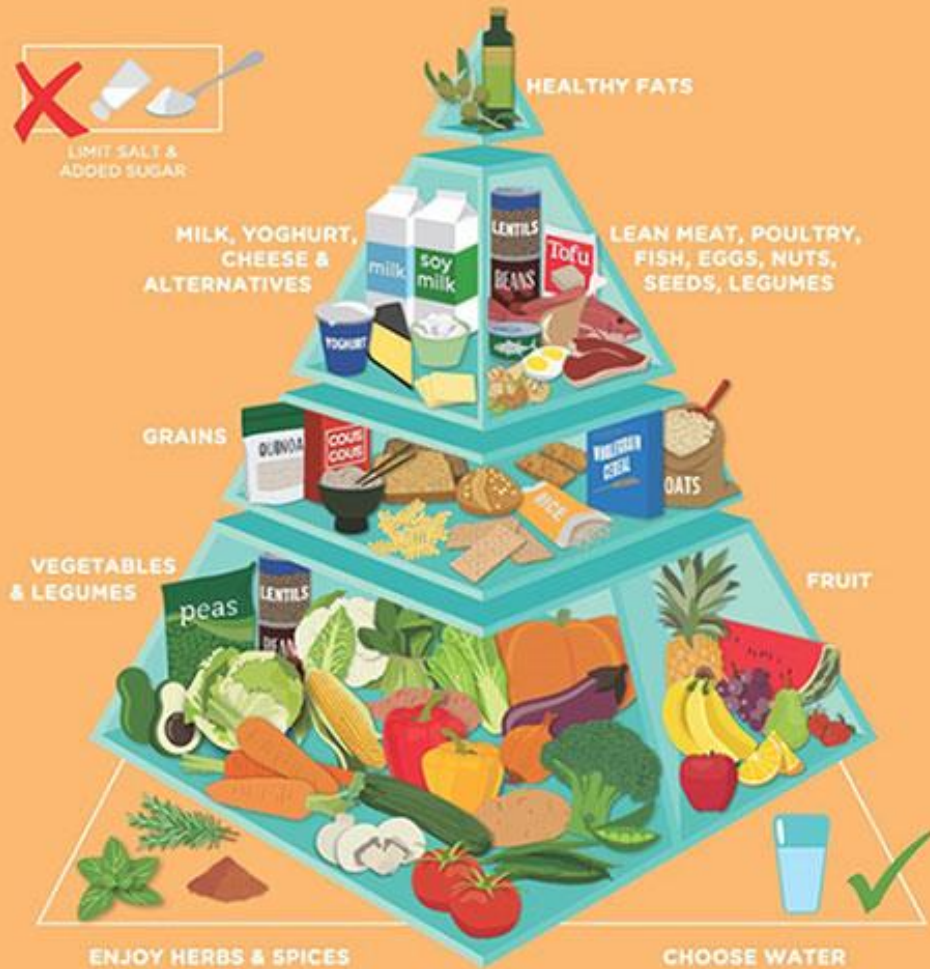 HEALTHY FATS
LIMIT SALT &
ADDED SUGAR
MILK, YOGHURT,
CHEESE &
ALTERNATIVES
milk
soy
milk
YOGHURT
LENTILS
BEANS
Tofu
LEAN MEAT, POULTRY,
FISH, EGGS, NUTS,
SEEDS, LEGUMES
GRAINS
QUINOA
COUS
COUS
RICE
WHOLEGRAIN
CEREAL
OATS
VEGETABLES
& LEGUMES
peas
LENTILS
FRUIT
ENJOY HERBS & SPICES
CHOOSE WATER